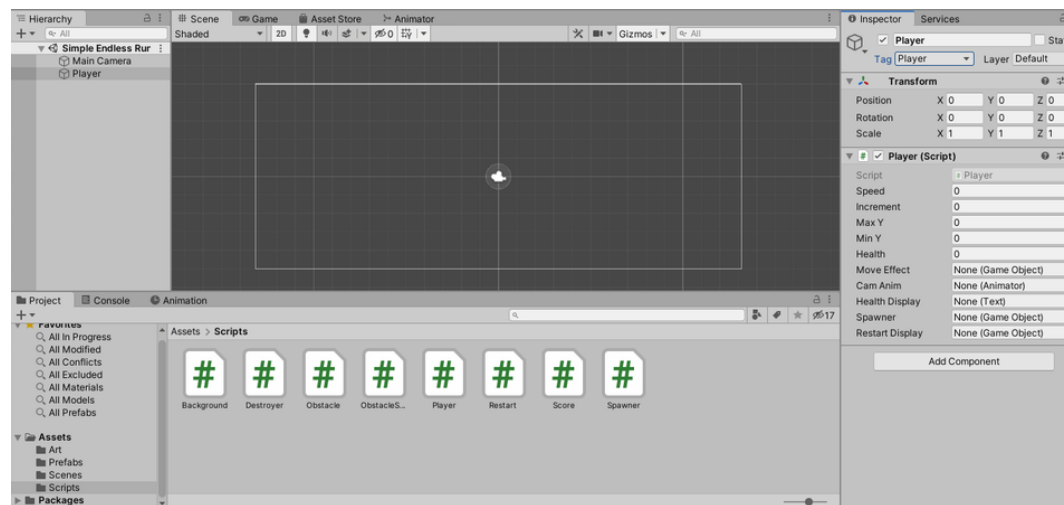 Hierarchy
All
Simple Endless Rur
Main Camera
Player
Scene
Game
Asset Store
Animator
Shaded
2D
0
Gizmos
All
Inspector
Services
Player
Sta
Tag Player
Layer Default
Transform
Position X 0 Y 0 Z 0
Rotation X 0 Y 0 Z 0
Scale X 1 Y 1 Z 1
# Player (Script)
Script # Player
Speed 0
Increment 0
Max Y 0
Min Y 0
Health 0
Move Effect None (Game Object)
Cam Anim None (Animator)
Health Display None (Text)
Spawner None (Game Object)
Restart Display None (Game Object)
Add Component
Project
Console
Animation
17
Favorites
All In Progress
All Modified
All Conflicts
All Excluded
All Materials
All Models
All Prefabs
Assets
Art
Prefabs
Scenes
Scripts
Packages
Assets > Scripts
# # # # # # # #
Background Destroyer Obstacle ObstacleS... Player Restart Score Spawner